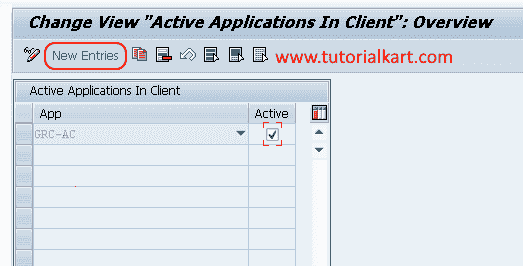 Change View "Active Applications In Client": Overview
New Entries www.tutorialkart.com
Active Applications In Client
App Active
GRC-AC